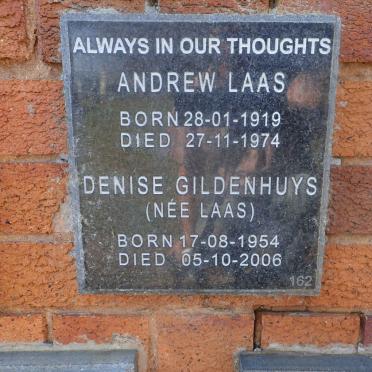 ALWAYS IN OUR THOUGHTS
ANDREW LAAS
BORN 28-01-1919
DIED 27-11-1974
DENISE GILDENHUYS
(NÉE LAAS)
BORN 17-08-1954
DIED 05-10-2006
162